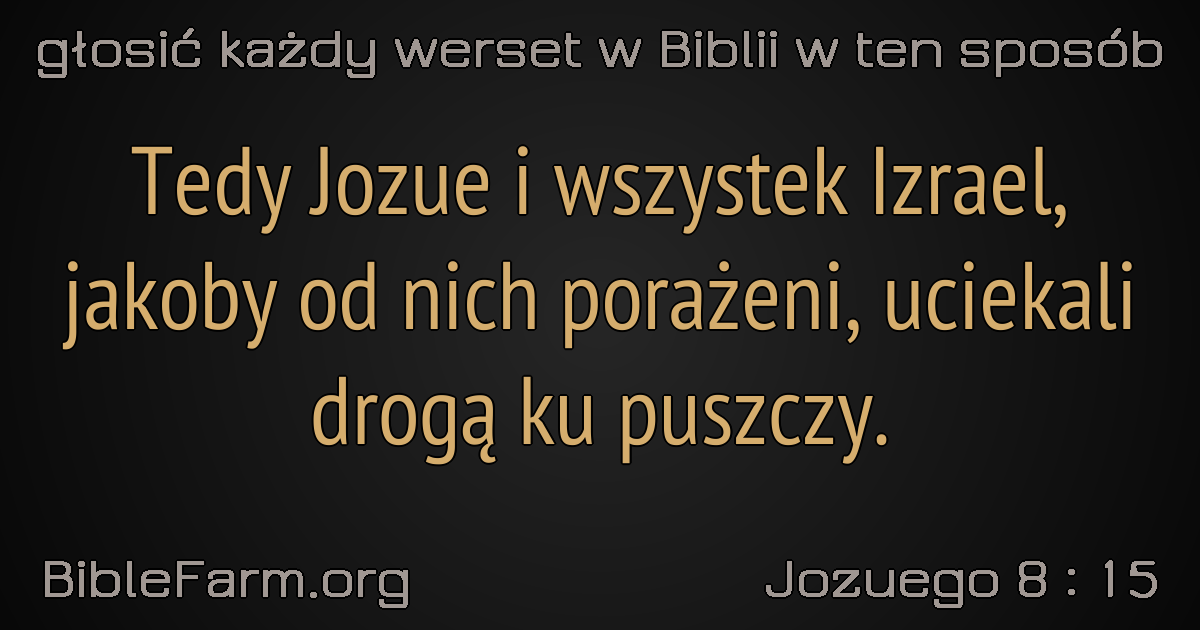 głosić każdy werset w Biblii w ten sposób
Tedy Jozue i wszystek Izrael,
jakoby od nich porażeni, uciekali
drogą ku puszczy.
BibleFarm.org
Jozuego 8 : 15